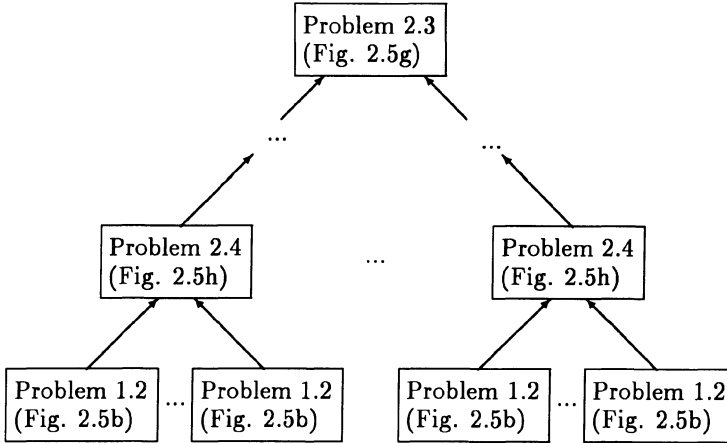 Problem 2.3
(Fig. 2.5g)
...
...
Problem 2.4
(Fig. 2.5h)
...
Problem 2.4
(Fig. 2.5h)
Problem 1.2
(Fig. 2.5b)
...
Problem 1.2
(Fig. 2.5b)
Problem 1.2
(Fig. 2.5b)
...
Problem 1.2
(Fig. 2.5b)